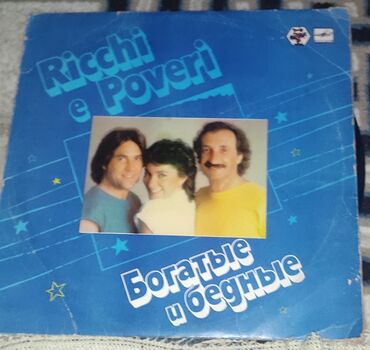 Ricchi
e Poveri
Богатые
и бедные